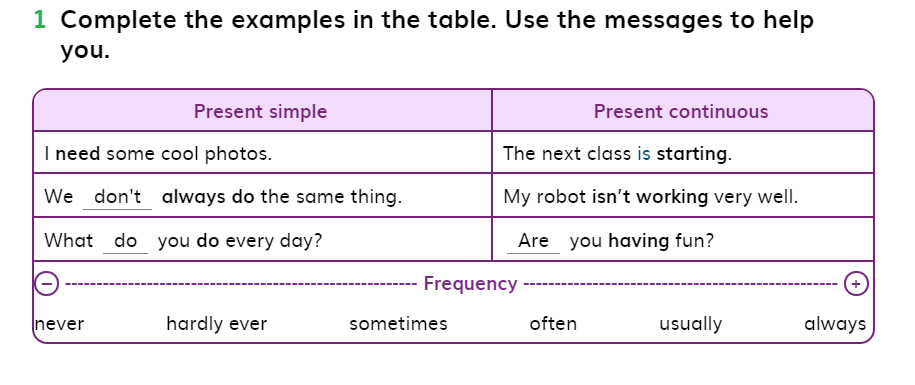 1 Complete the examples in the table. Use the messages to help
you.
Present simple Present continuous
I need some cool photos. The next class is starting.
We don't always do the same thing. My robot isn’t working very well.
What do you do every day? Are you having fun?
− Frequency +
never hardly ever sometimes often usually always